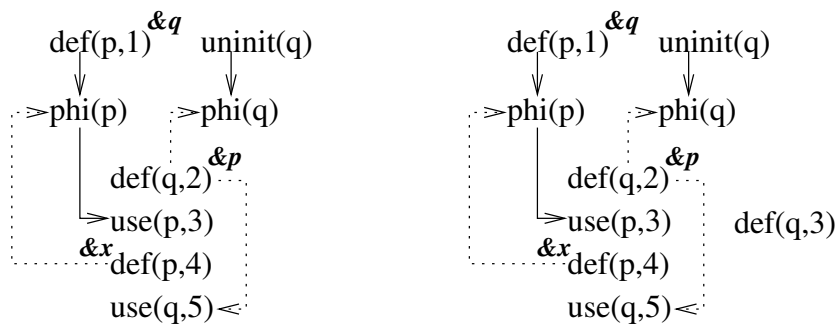 def(p,1) &q uninit(q)
phi(p) phi(q)
def(q,2) &p
use(p,3)
&x def(p,4)
use(q,5)
def(p,1) &q uninit(q)
phi(p) phi(q)
def(q,2) &p
use(p,3) def(q,3)
&x def(p,4)
use(q,5)